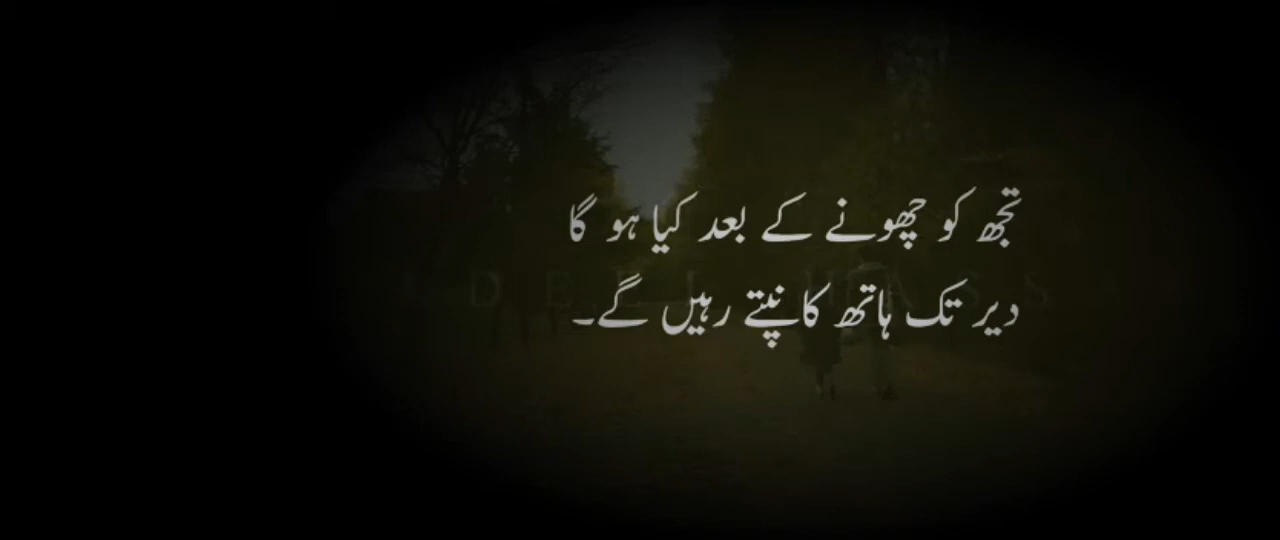 تجھ کو چھونے کے بعد کیا ہو گا
دیر تک ہاتھ کانپتے رہیں گے۔